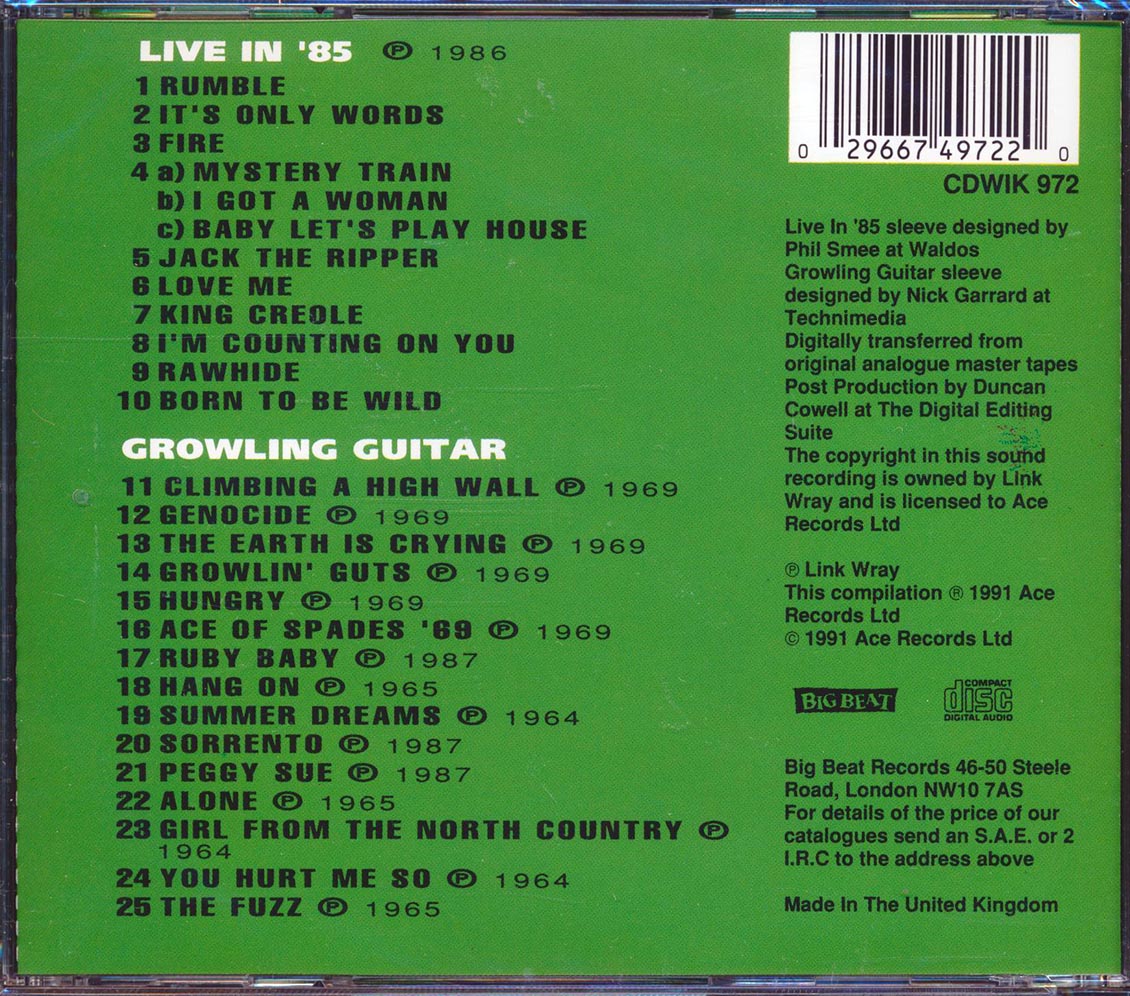 LIVE IN '85 ℗ 1986
1 RUMBLE
2 IT'S ONLY WORDS
3 FIRE
4 a) MYSTERY TRAIN
b) I GOT A WOMAN
c) BABY LET'S PLAY HOUSE
5 JACK THE RIPPER
6 LOVE ME
7 KING CREOLE
8 I'M COUNTING ON YOU
9 RAWHIDE
10 BORN TO BE WILD
GROWLING GUITAR
11 CLIMBING A HIGH WALL ℗ 1969
12 GENOCIDE ℗ 1969
13 THE EARTH IS CRYING ℗ 1969
14 GROWLIN' GUTS ℗ 1969
15 HUNGRY ℗ 1969
16 ACE OF SPADES '69 ℗ 1969
17 RUBY BABY ℗ 1987
18 HANG ON ℗ 1965
19 SUMMER DREAMS ℗ 1964
20 SORRENTO ℗ 1987
21 PEGGY SUE ℗ 1987
22 ALONE ℗ 1965
23 GIRL FROM THE NORTH COUNTRY ℗
1964
24 YOU HURT ME SO ℗ 1964
25 THE FUZZ ℗ 1965
0 29667 49722 0
CDWIK 972
Live In '85 sleeve designed by
Phil Smee at Waldos
Growling Guitar sleeve
designed by Nick Garrard at
Technimedia
Digitally transferred from
original analogue master tapes
Post Production by Duncan
Cowell at The Digital Editing
Suite
The copyright in this sound
recording is owned by Link
Wray and is licensed to Ace
Records Ltd
℗ Link Wray
This compilation ® 1991 Ace
Records Ltd
© 1991 Ace Records Ltd
BIG BEAT
COMPACT
disc
DIGITAL AUDIO
Big Beat Records 46-50 Steele
Road, London NW10 7AS
For details of the price of our
catalogues send an S.A.E. or 2
I.R.C to the address above
Made In The United Kingdom